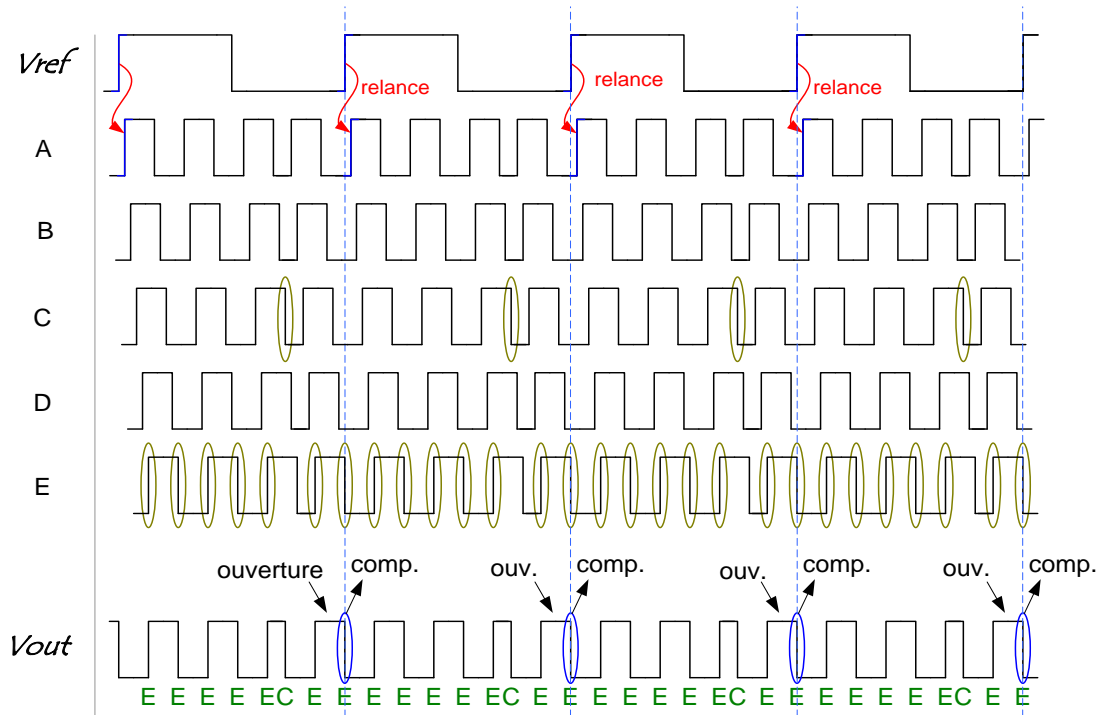 Vref
relance
relance
relance
A
B
C
D
E
ouverture
comp.
ouv.
comp.
ouv.
comp.
ouv.
comp.
Vout
E E E E EC E E E E E E EC E E E E E E EC E E E E E E EC E E